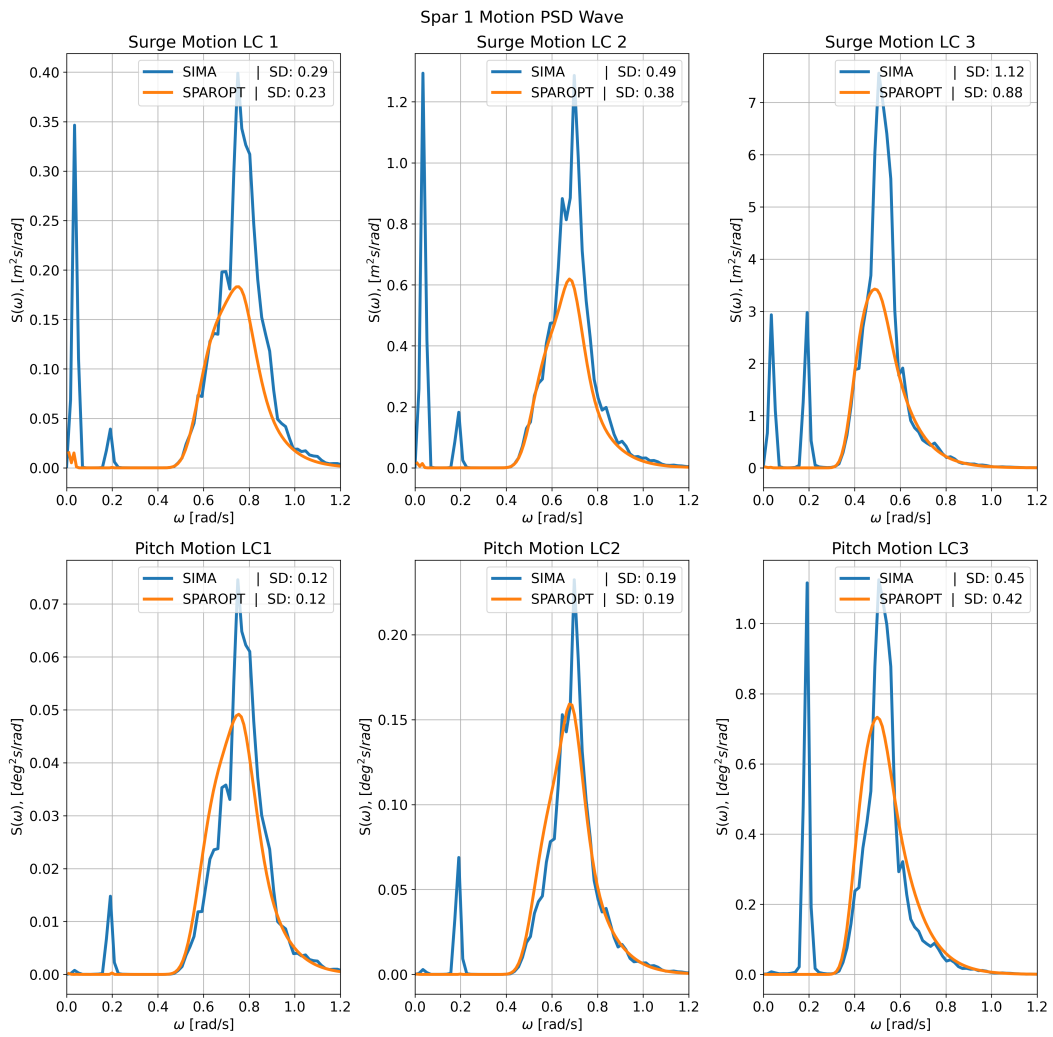 Spar 1 Motion PSD Wave
Surge Motion LC 1
SIMA | SD: 0.29
SPAROPT | SD: 0.23
S(ω), [m²s/rad]
0.40
0.35
0.30
0.25
0.20
0.15
0.10
0.05
0.00
0.0 0.2 0.4 0.6 0.8 1.0 1.2
ω [rad/s]
Surge Motion LC 2
SIMA | SD: 0.49
SPAROPT | SD: 0.38
S(ω), [m²s/rad]
1.2
1.0
0.8
0.6
0.4
0.2
0.0
0.0 0.2 0.4 0.6 0.8 1.0 1.2
ω [rad/s]
Surge Motion LC 3
SIMA | SD: 1.12
SPAROPT | SD: 0.88
S(ω), [m²s/rad]
7
6
5
4
3
2
1
0
0.0 0.2 0.4 0.6 0.8 1.0 1.2
ω [rad/s]
Pitch Motion LC1
SIMA | SD: 0.12
SPAROPT | SD: 0.12
S(ω), [deg²s/rad]
0.07
0.06
0.05
0.04
0.03
0.02
0.01
0.00
0.0 0.2 0.4 0.6 0.8 1.0 1.2
ω [rad/s]
Pitch Motion LC2
SIMA | SD: 0.19
SPAROPT | SD: 0.19
S(ω), [deg²s/rad]
0.20
0.15
0.10
0.05
0.00
0.0 0.2 0.4 0.6 0.8 1.0 1.2
ω [rad/s]
Pitch Motion LC3
SIMA | SD: 0.45
SPAROPT | SD: 0.42
S(ω), [deg²s/rad]
1.0
0.8
0.6
0.4
0.2
0.0
0.0 0.2 0.4 0.6 0.8 1.0 1.2
ω [rad/s]